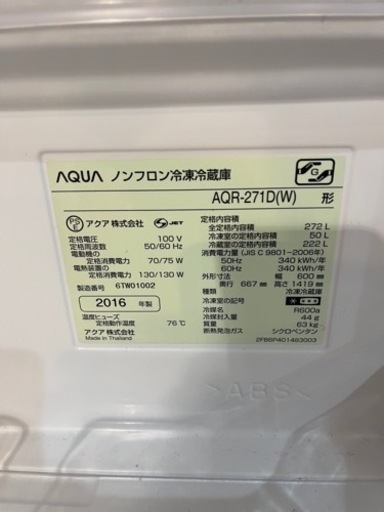 AQUA ノンフロン冷凍冷蔵庫
AQR-271D(W) 形
PS E アクア株式会社 JET
定格電圧 100 V
定格周波数 50/60 Hz
電動機の
定格消費電力 70/75 W
電熱装置の
定格消費電力 130/130 W
製造番号 6TW01002
2016 年製
温度ヒューズ
定格動作温度 76℃
アクア株式会社
Made in Thailand
G
定格内容積
全定格内容積 272 L
冷凍室の定格内容積 50 L
冷蔵室の定格内容積 222 L
消費電力量(JIS C 9801-2006年)
50Hz 340 kWh/年
60Hz 340 kWh/年
外形寸法 幅 600 ㎜
奥行 667 ㎜ 高さ 1419 ㎜
種類 冷凍冷蔵庫
冷凍室の記号
冷媒名 R600a
冷媒封入量 44 g
質量 63 kg
断熱発泡ガス シクロペンタン
>ABS<